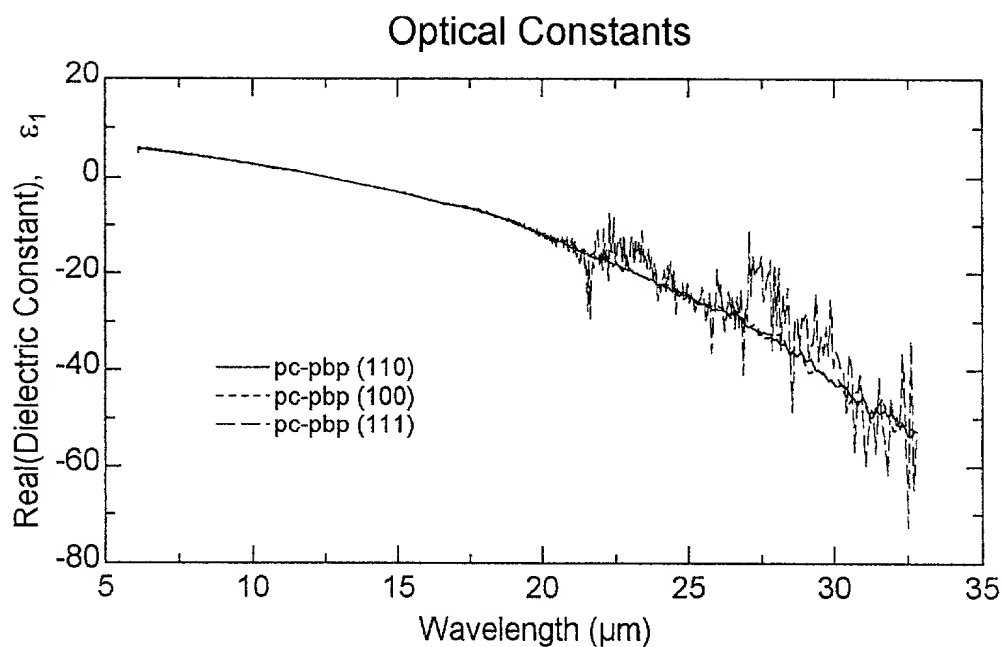 Optical Constants
Real(Dielectric Constant), ε1
20
0
-20
-40
-60
-80
pc-pbp (110)
pc-pbp (100)
pc-pbp (111)
5 10 15 20 25 30 35
Wavelength (μm)